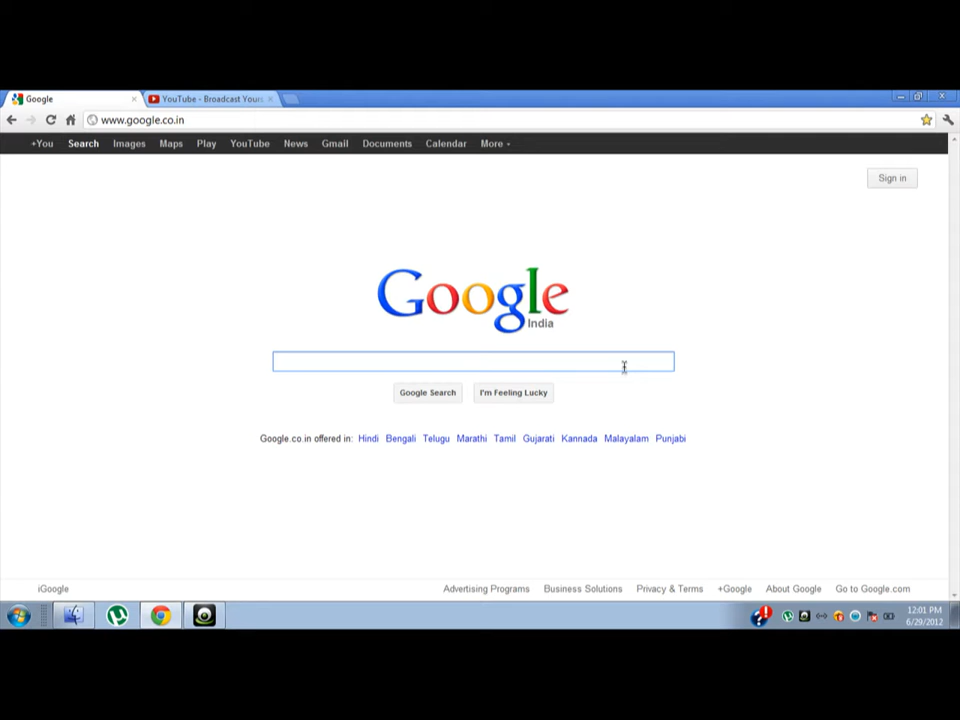 Google
YouTube - Broadcast Yours
www.google.co.in
+You Search Images Maps Play YouTube News Gmail Documents Calendar More
Sign in
Google
India
Google Search I'm Feeling Lucky
Google.co.in offered in: Hindi Bengali Telugu Marathi Tamil Gujarati Kannada Malayalam Punjabi
iGoogle Advertising Programs Business Solutions Privacy & Terms +Google About Google Go to Google.com
12:01 PM
6/29/2012